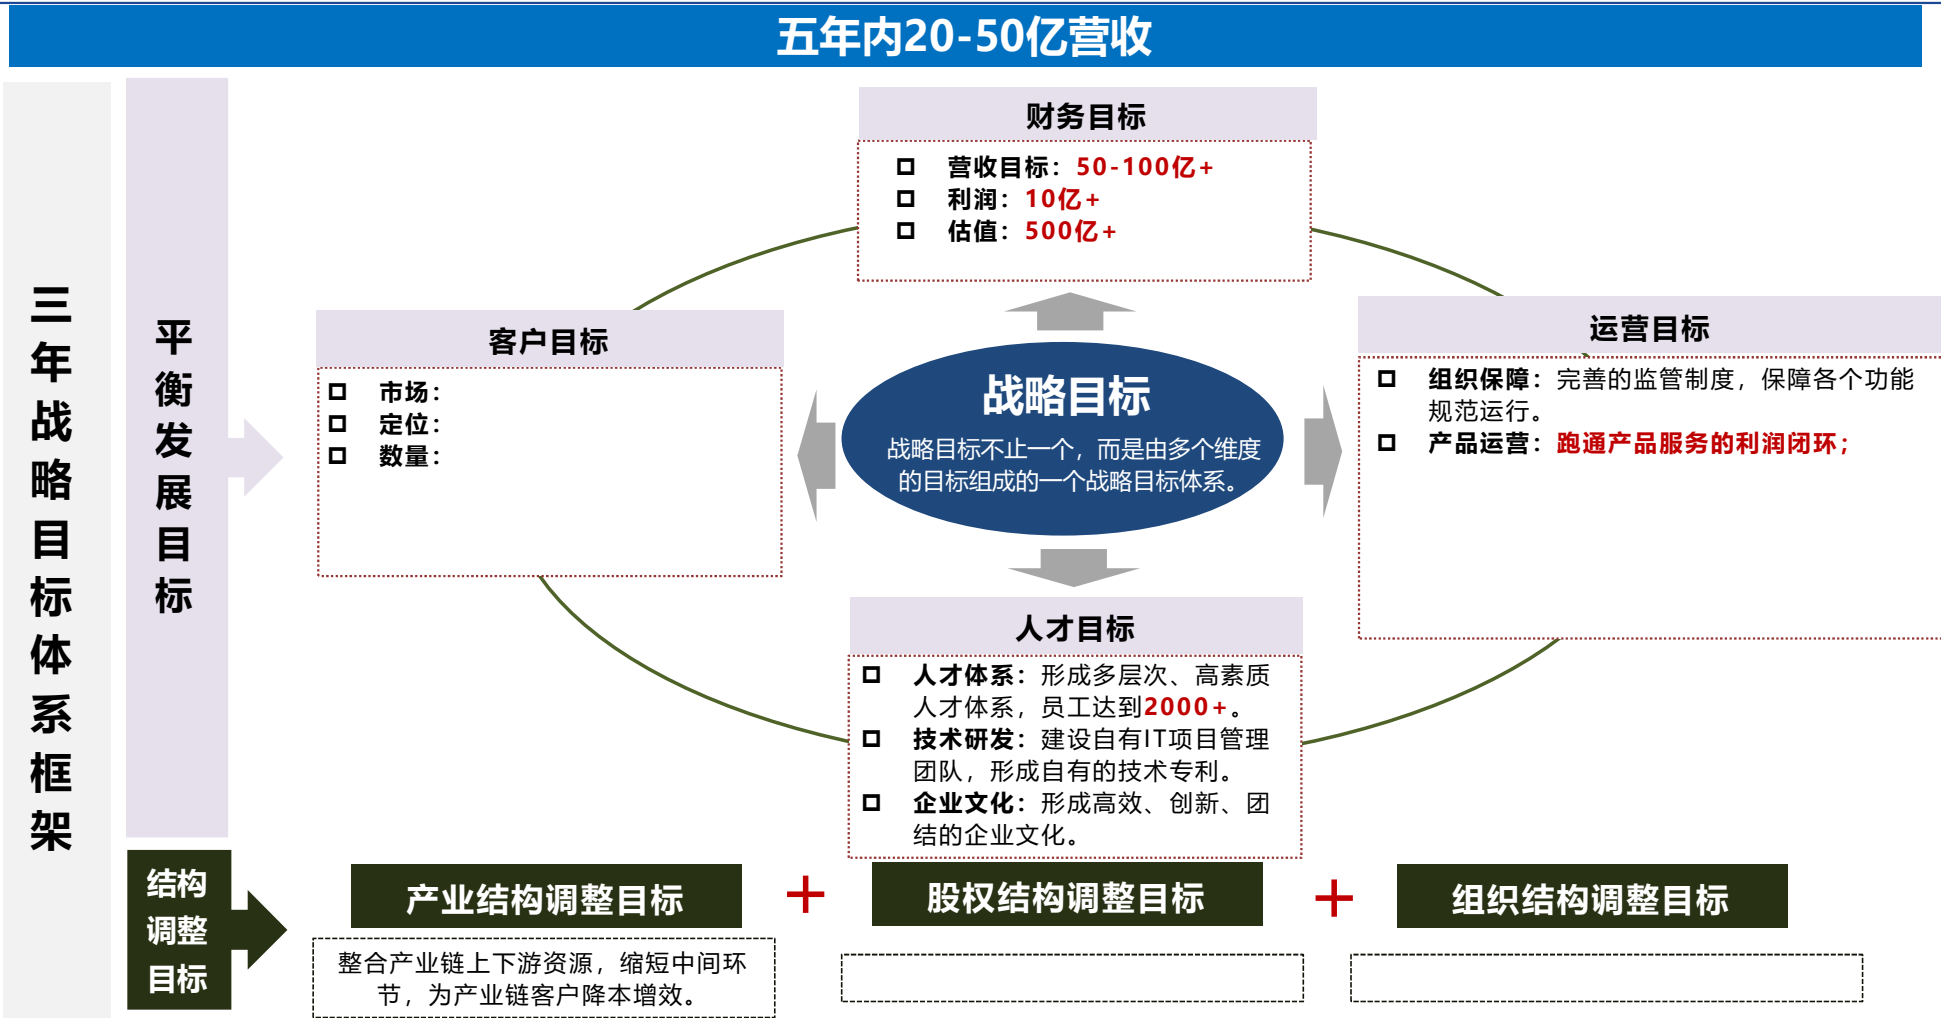 五年内20-50亿营收
三年战略目标体系框架
平衡发展目标
财务目标
营收目标：50-100亿+
利润：10亿+
估值：500亿+
客户目标
市场：
定位：
数量：
战略目标
战略目标不止一个，而是由多个维度
的目标组成的一个战略目标体系。
运营目标
组织保障：完善的监管制度，保障各个功能
规范运行。
产品运营：跑通产品服务的利润闭环；
人才目标
人才体系：形成多层次、高素质
人才体系，员工达到2000+。
技术研发：建设自有IT项目管理
团队，形成自有的技术专利。
企业文化：形成高效、创新、团
结的企业文化。
结构
调整
目标
产业结构调整目标
+
股权结构调整目标
+
组织结构调整目标
整合产业链上下游资源，缩短中间环
节，为产业链客户降本增效。